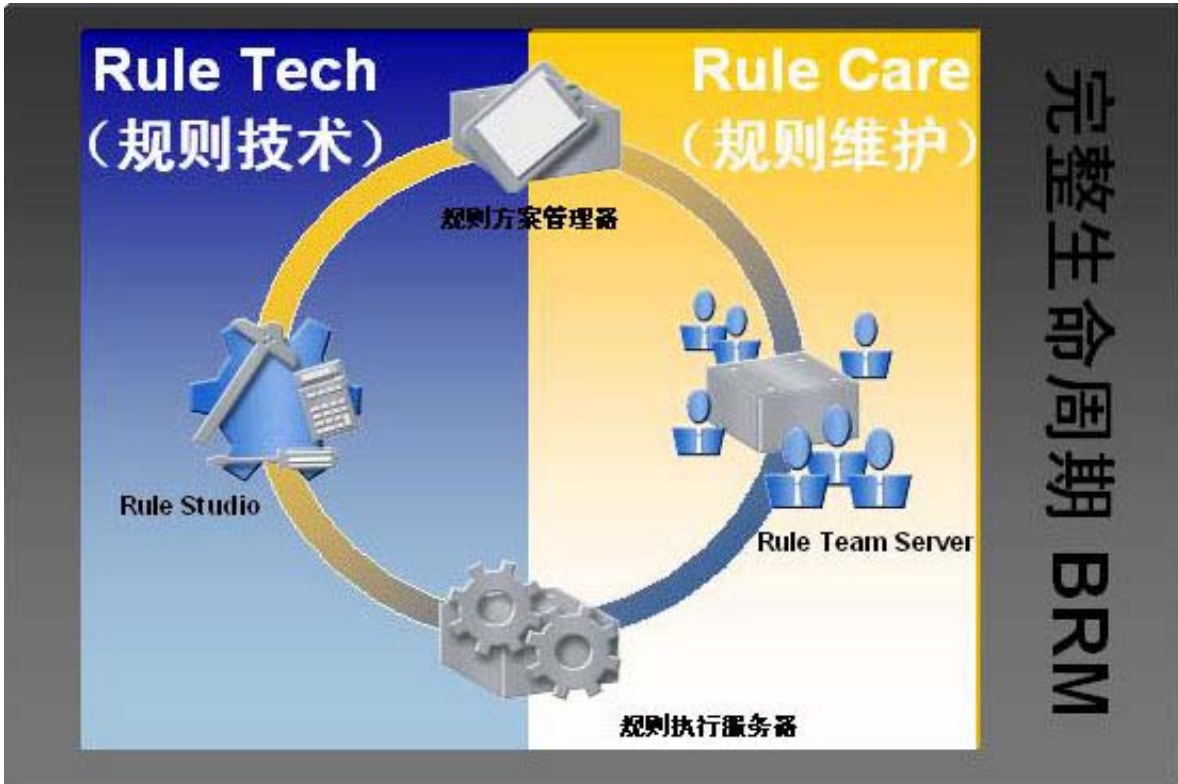 Rule Tech
（规则技术）
Rule Care
（规则维护）
规则方案管理器
Rule Studio
Rule Team Server
规则执行服务器
完整生命周期 BRM